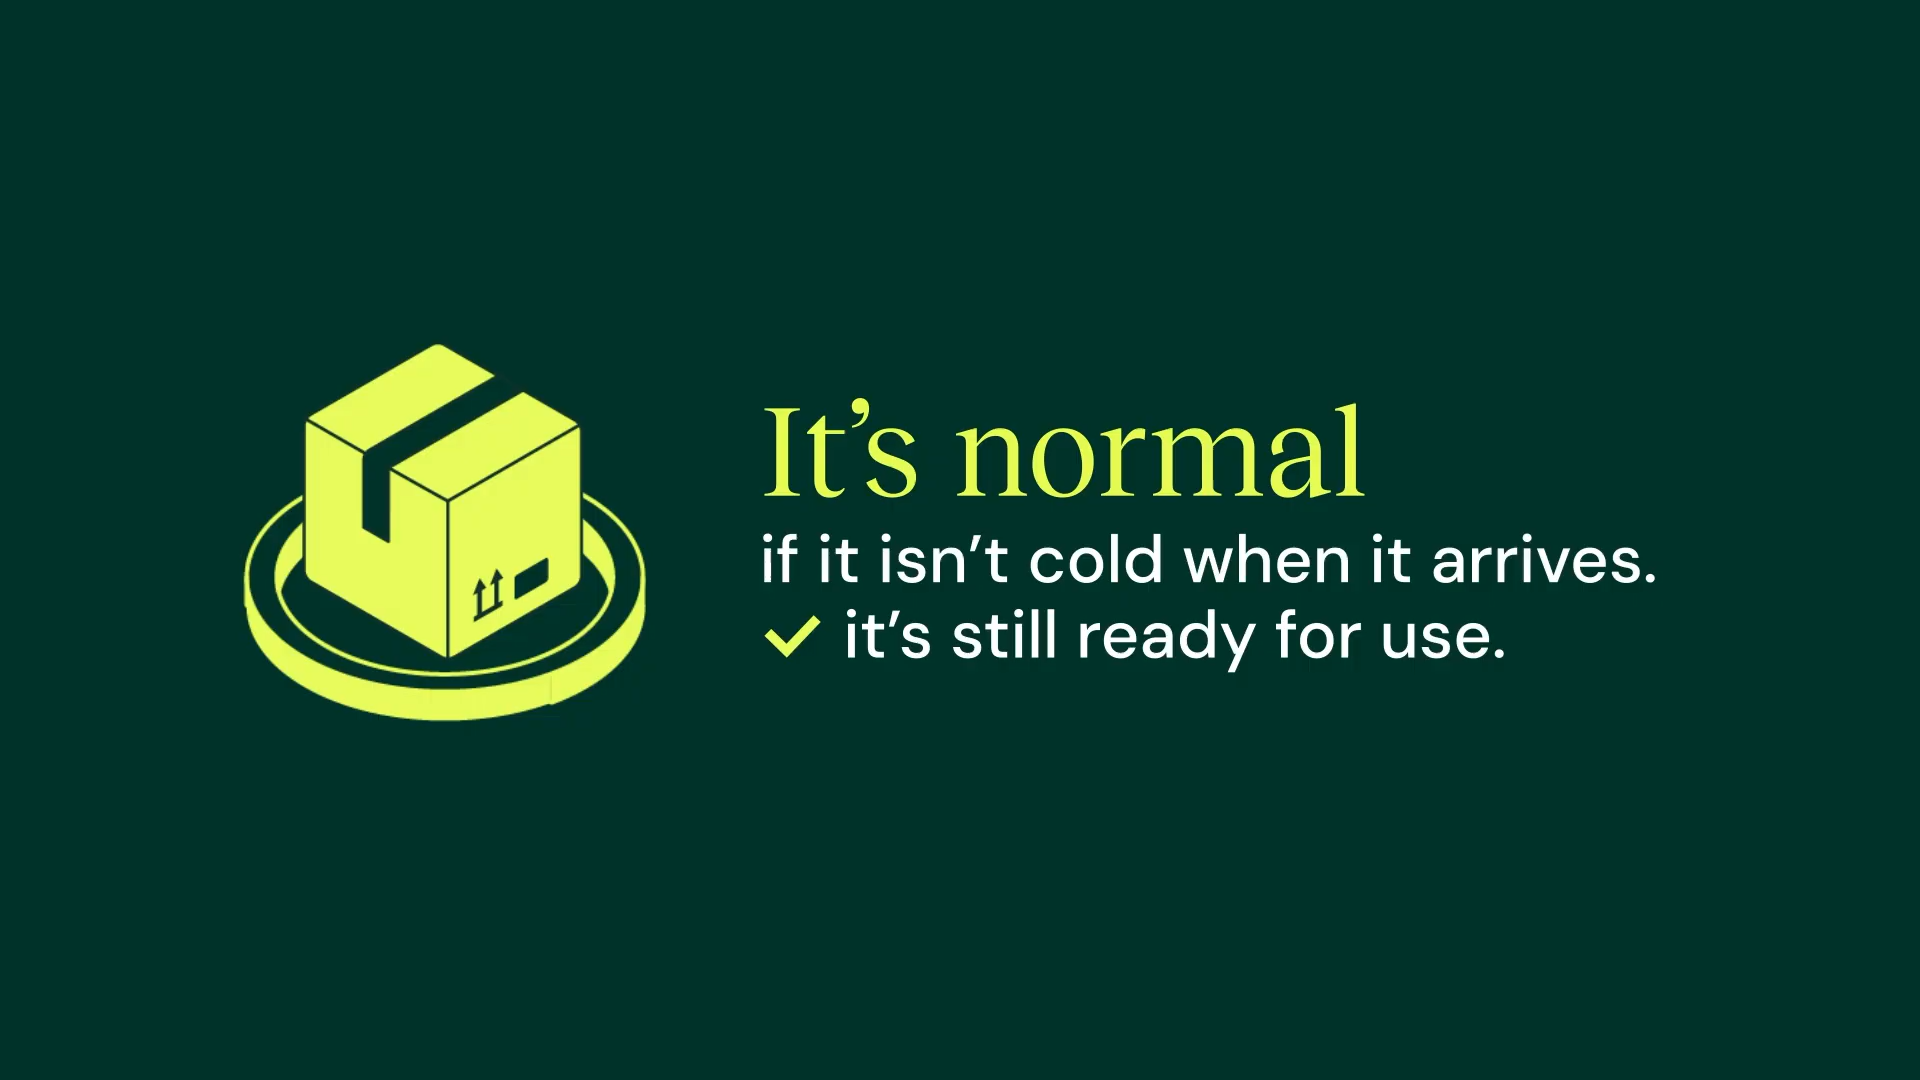 It’s normal
if it isn’t cold when it arrives.
✓ it’s still ready for use.